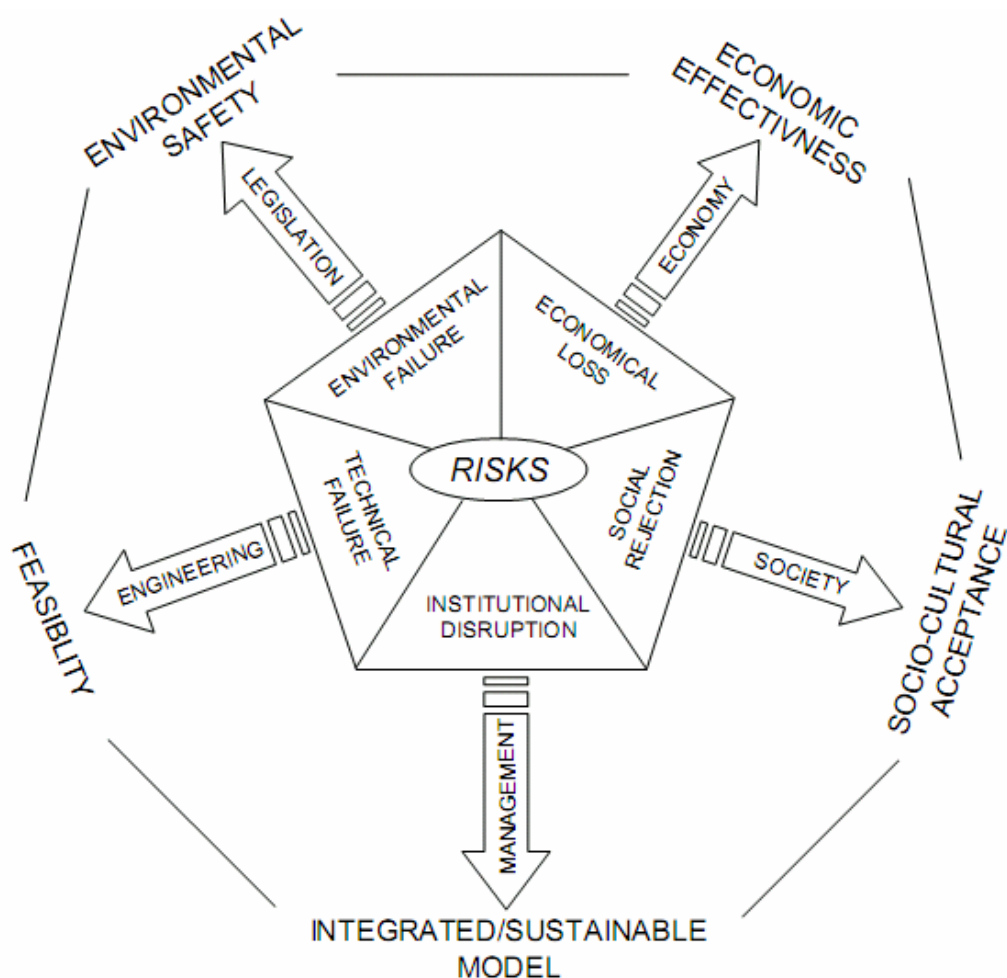 ENVIRONMENTAL
SAFETY
ECONOMIC
EFFECTIVNESS
LEGISLATION
ECONOMY
ENVIRONMENTAL
FAILURE
ECONOMICAL
LOSS
RISKS
TECHNICAL
FAILURE
SOCIAL
REJECTION
INSTITUTIONAL
DISRUPTION
ENGINEERING
SOCIETY
FEASIBLITY
SOCIO-CULTURAL
ACCEPTANCE
MANAGEMENT
INTEGRATED/SUSTAINABLE
MODEL